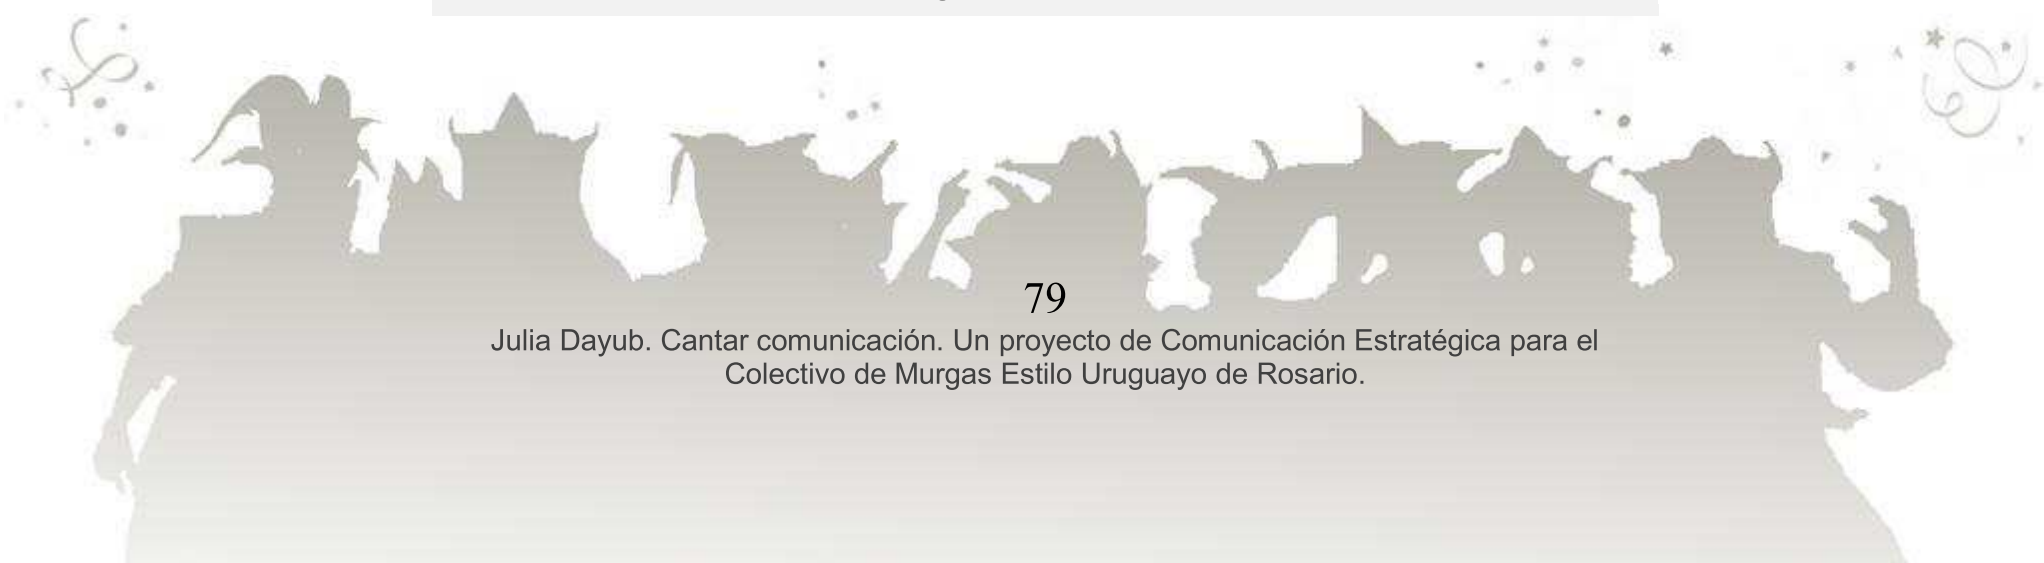 79
Julia Dayub. Cantar comunicación. Un proyecto de Comunicación Estratégica para el
Colectivo de Murgas Estilo Uruguayo de Rosario.